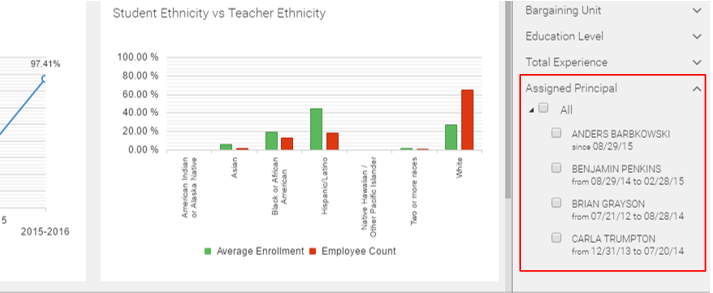 97.41%
5
2015-2016
Student Ethnicity vs Teacher Ethnicity
100.00 %
80.00 %
60.00 %
40.00 %
20.00 %
0.00 %
American Indian
or Alaska Native
Asian
Black or African
American
Hispanic/Latino
Native Hawaiian /
Other Pacific Islander
Two or more races
White
Average Enrollment
Employee Count
Bargaining Unit
Education Level
Total Experience
Assigned Principal
All
ANDERS BARBKOWSKI
since 08/29/15
BENJAMIN PENKINS
from 08/29/14 to 02/28/15
BRIAN GRAYSON
from 07/21/12 to 08/28/14
CARLA TRUMPTON
from 12/31/13 to 07/20/14